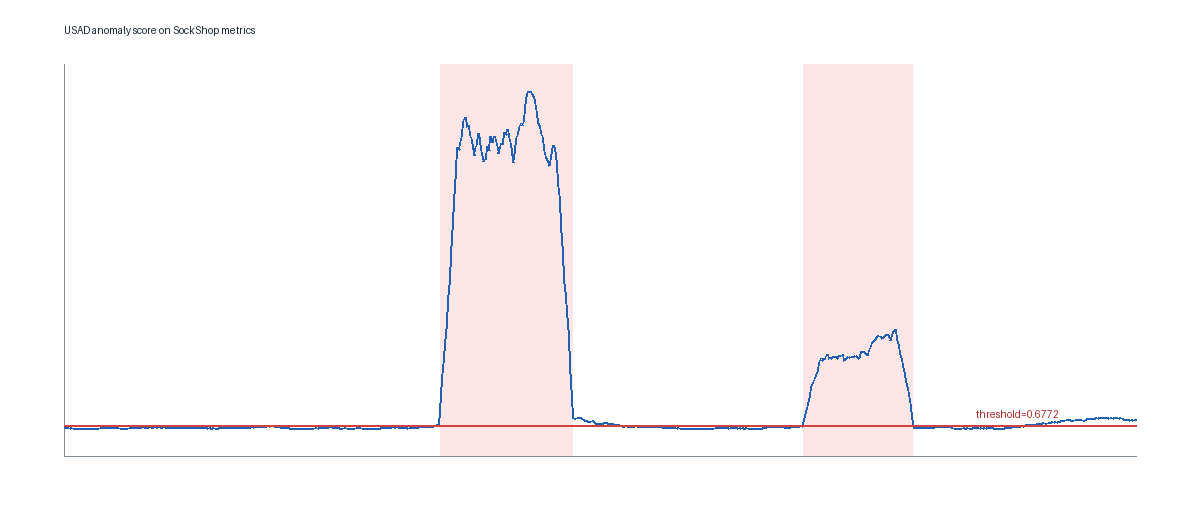 USAD anomaly score on SockShop metrics
threshold=0.6772